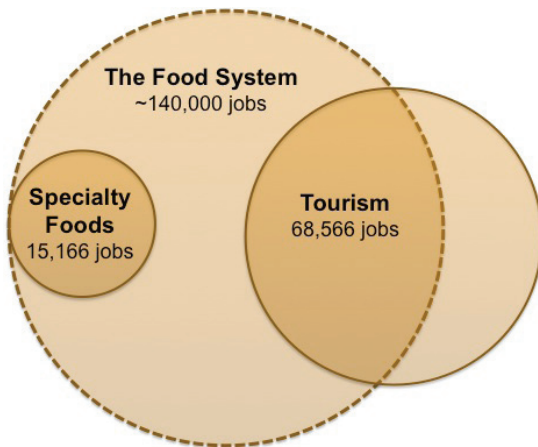 The Food System
~140,000 jobs
Specialty
Foods
15,166 jobs
Tourism
68,566 jobs